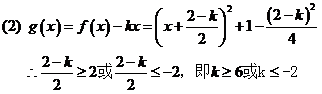 (2) g(x) = f(x) − kx = (x + (2−k)/2)² + 1 − (2−k)²/4
∴ (2−k)/2 ≥ 2或(2−k)/2 ≤ −2, 即k ≥ 6或k ≤ -2